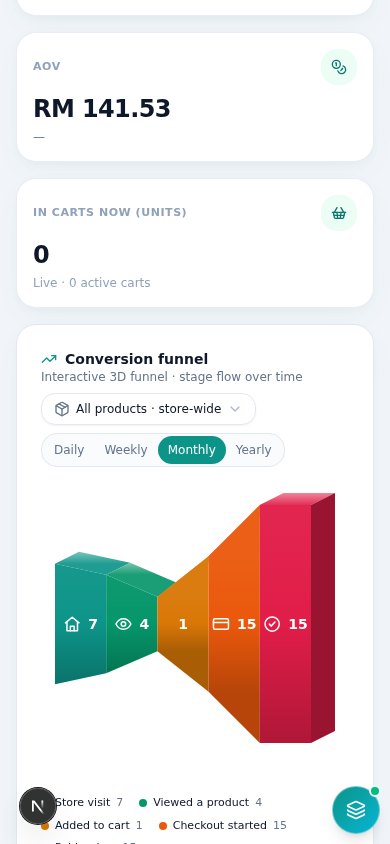 AOV
RM 141.53
—
IN CARTS NOW (UNITS)
0
Live · 0 active carts
Conversion funnel
Interactive 3D funnel · stage flow over time
All products · store-wide
Daily Weekly Monthly Yearly
7 4 1 15 15
Store visit 7 Viewed a product 4
N
Added to cart 1 Checkout started 15